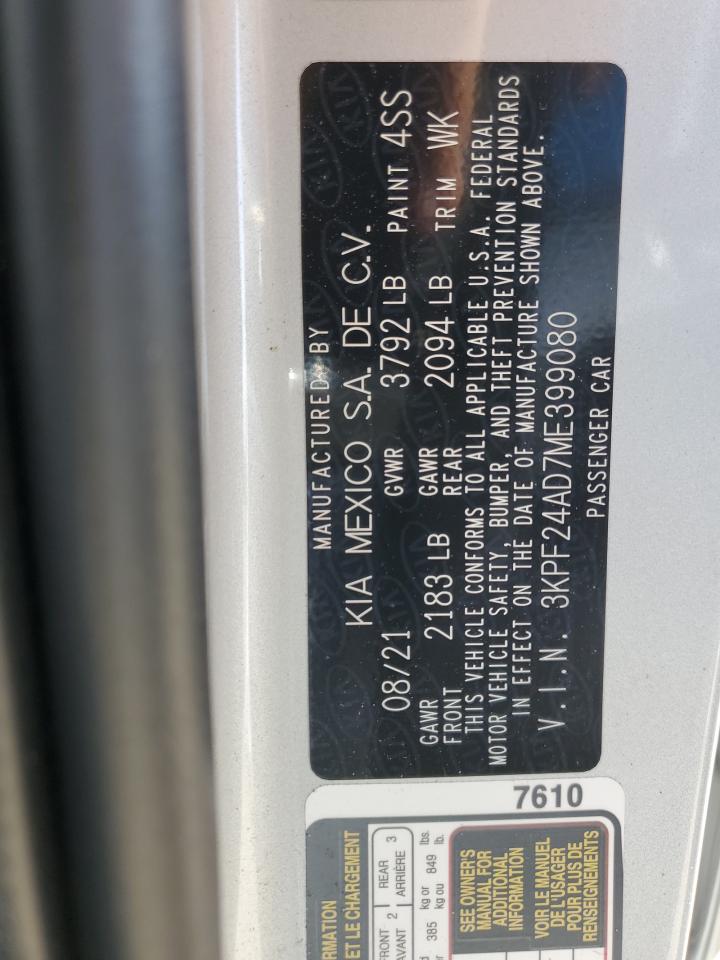 MANUFACTURED BY
KIA MEXICO S.A. DE C.V.
08/21 GVWR 3792 LB PAINT 4SS
GAWR FRONT 2183 LB GAWR REAR 2094 LB TRIM WK
THIS VEHICLE CONFORMS TO ALL APPLICABLE U.S.A. FEDERAL
MOTOR VEHICLE SAFETY, BUMPER, AND THEFT PREVENTION STANDARDS
IN EFFECT ON THE DATE OF MANUFACTURE SHOWN ABOVE.
V.I.N. 3KPF24AD7ME399080
PASSENGER CAR
ET LE CHARGEMENT
2 REAR 3
AVANT 2 ARRIÈRE
385 kg or 849 lbs.
kg ou lb.
7610
SEE OWNER'S
MANUAL FOR
ADDITIONAL
INFORMATION
VOIR LE MANUEL
DE L'USAGER
POUR PLUS DE
RENSEIGNEMENTS